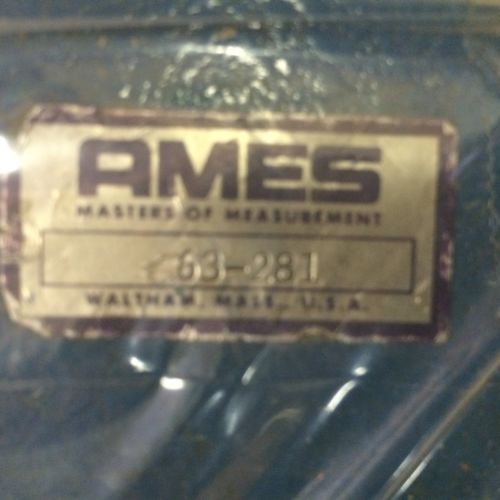 AMES
MASTERS OF MEASUREMENT
63-281
WALTHAM, MASS., U.S.A.